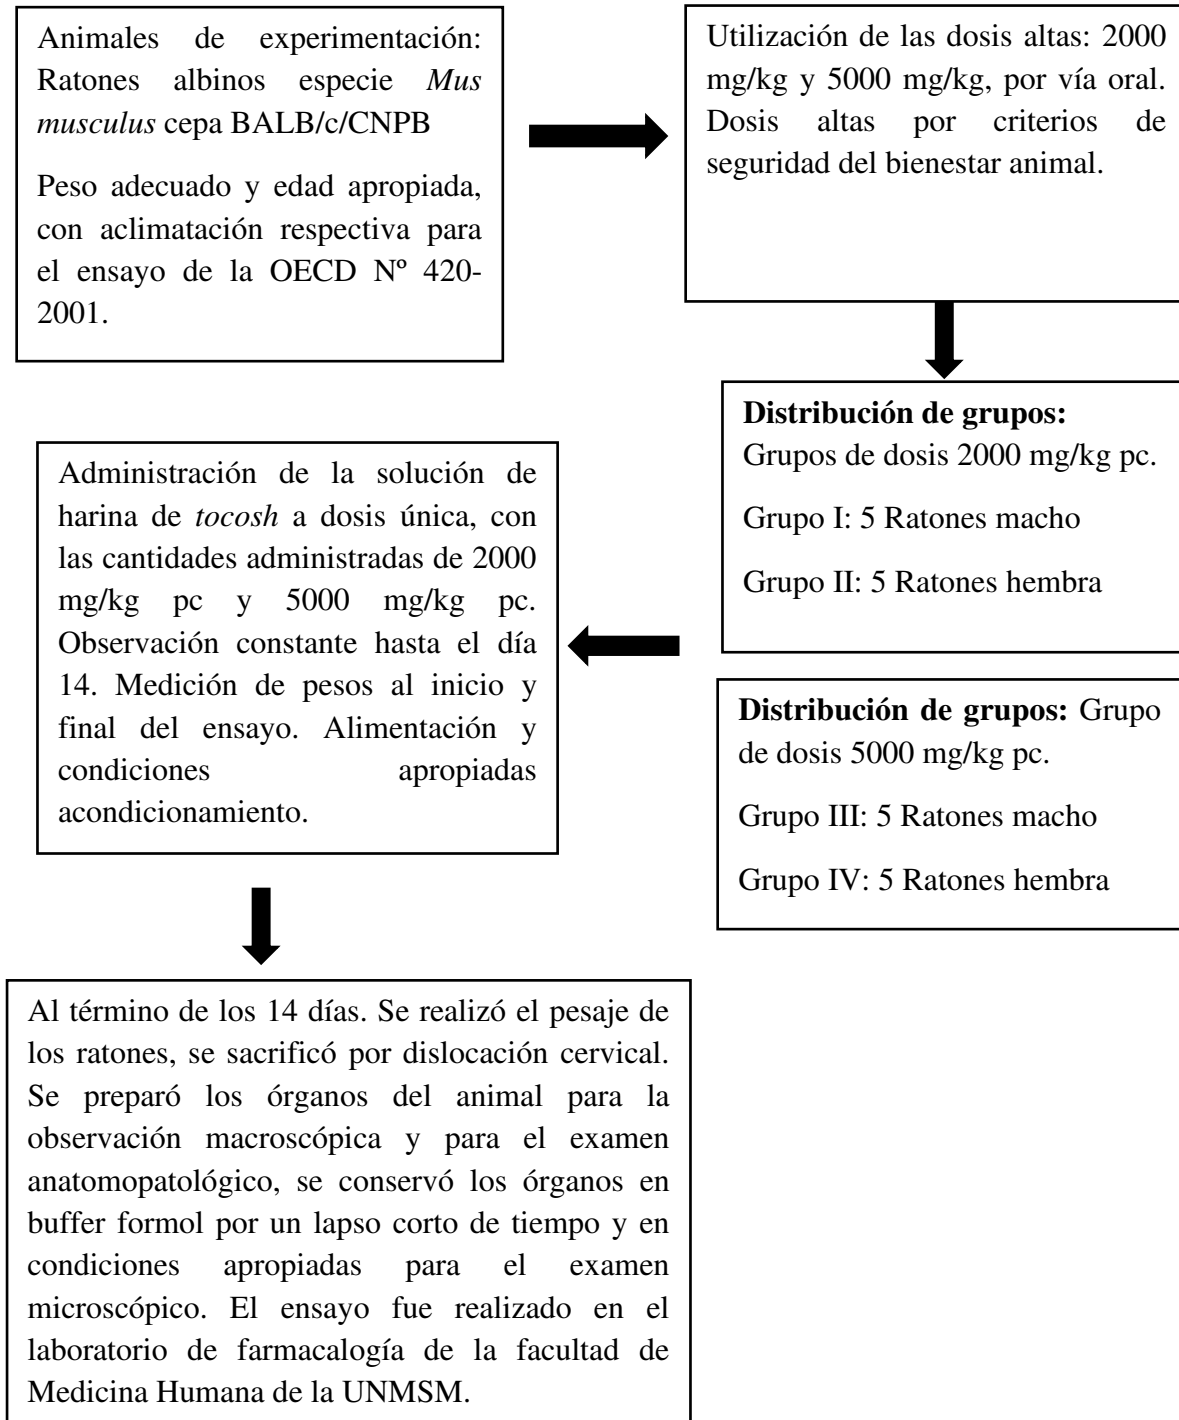 Animales de experimentación:
Ratones albinos especie Mus
musculus cepa BALB/c/CNPB
Peso adecuado y edad apropiada,
con aclimatación respectiva para
el ensayo de la OECD Nº 420-
2001.
Utilización de las dosis altas: 2000
mg/kg y 5000 mg/kg, por vía oral.
Dosis altas por criterios de
seguridad del bienestar animal.
Distribución de grupos:
Grupos de dosis 2000 mg/kg pc.
Grupo I: 5 Ratones macho
Grupo II: 5 Ratones hembra
Distribución de grupos: Grupo
de dosis 5000 mg/kg pc.
Grupo III: 5 Ratones macho
Grupo IV: 5 Ratones hembra
Administración de la solución de
harina de tocosh a dosis única, con
las cantidades administradas de 2000
mg/kg pc y 5000 mg/kg pc.
Observación constante hasta el día
14. Medición de pesos al inicio y
final del ensayo. Alimentación y
condiciones apropiadas
acondicionamiento.
Al término de los 14 días. Se realizó el pesaje de
los ratones, se sacrificó por dislocación cervical.
Se preparó los órganos del animal para la
observación macroscópica y para el examen
anatomopatológico, se conservó los órganos en
buffer formol por un lapso corto de tiempo y en
condiciones apropiadas para el examen
microscópico. El ensayo fue realizado en el
laboratorio de farmacalogía de la facultad de
Medicina Humana de la UNMSM.